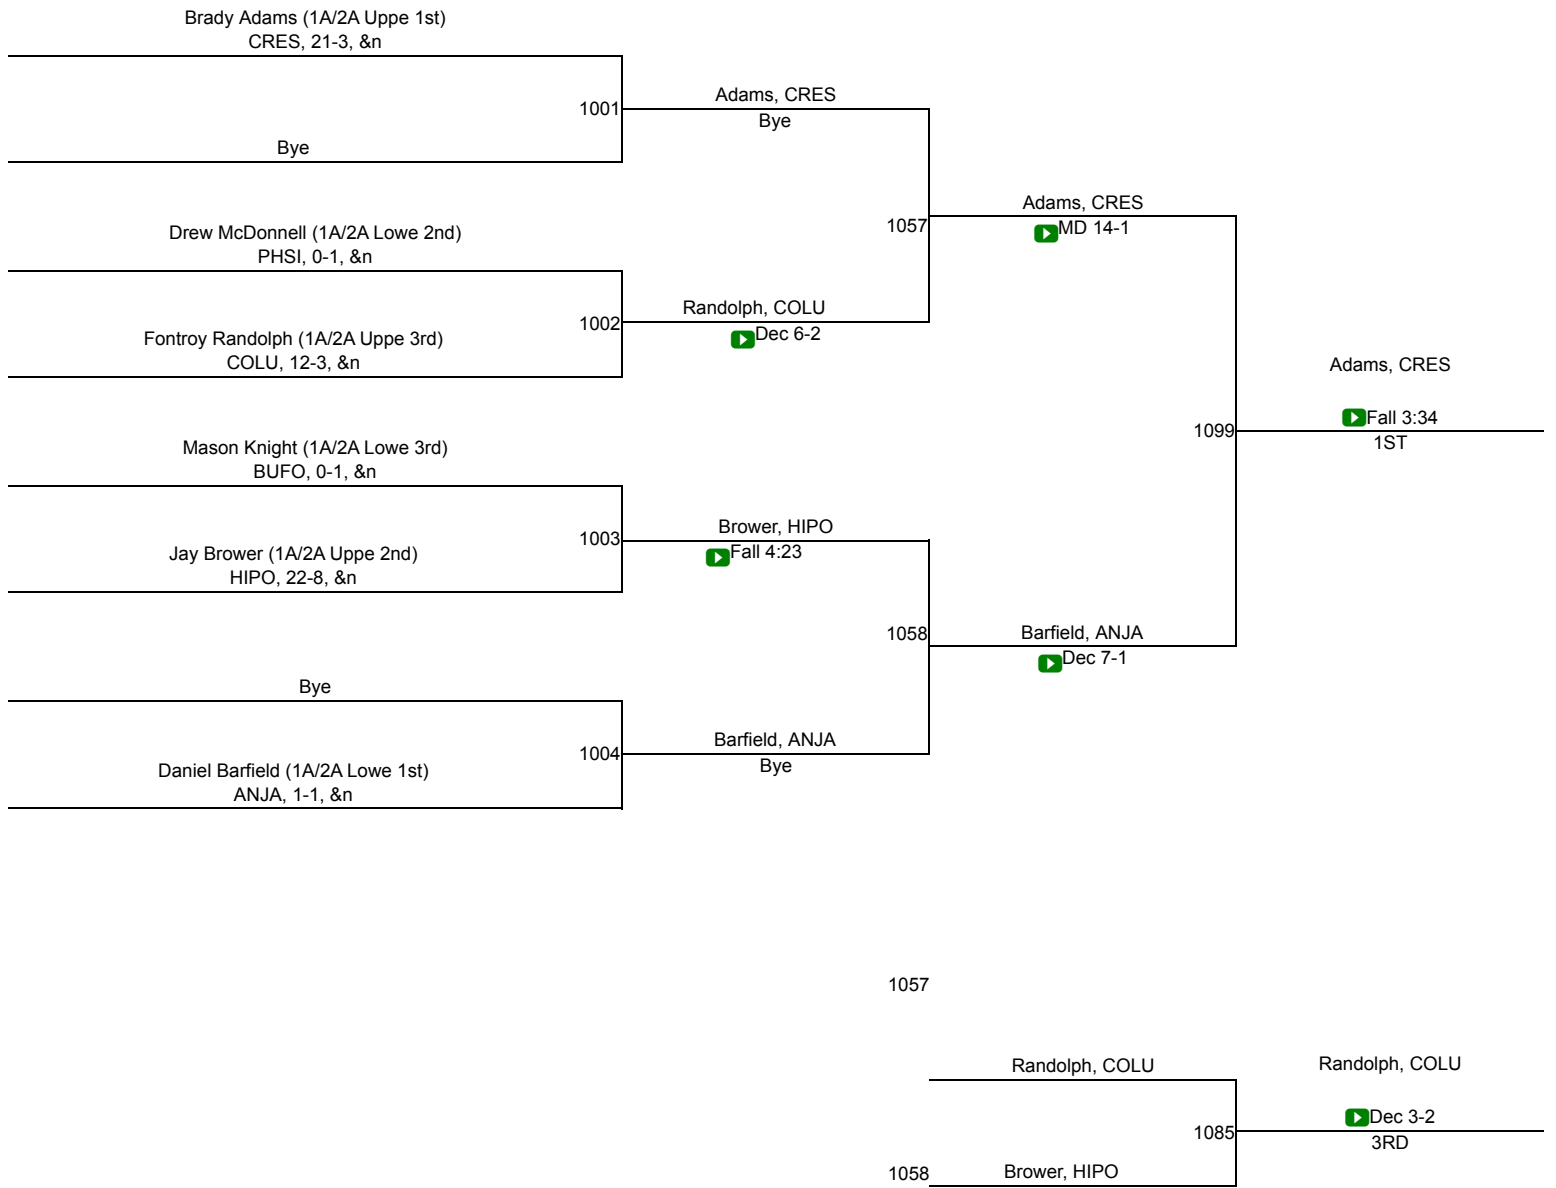 Brady Adams (1A/2A Uppe 1st)
CRES, 21-3, &n
1001
Bye
Adams, CRES
Bye
Drew McDonnell (1A/2A Lowe 2nd)
PHSI, 0-1, &n
1002
Fontroy Randolph (1A/2A Uppe 3rd)
COLU, 12-3, &n
Randolph, COLU
Dec 6-2
1057
Adams, CRES
MD 14-1
Mason Knight (1A/2A Lowe 3rd)
BUFO, 0-1, &n
1003
Jay Brower (1A/2A Uppe 2nd)
HIPO, 22-8, &n
Brower, HIPO
Fall 4:23
Bye
1004
Daniel Barfield (1A/2A Lowe 1st)
ANJA, 1-1, &n
Barfield, ANJA
Bye
1058
Barfield, ANJA
Dec 7-1
1099
Adams, CRES
Fall 3:34
1ST
1057
Randolph, COLU
1058
Brower, HIPO
1085
Randolph, COLU
Dec 3-2
3RD